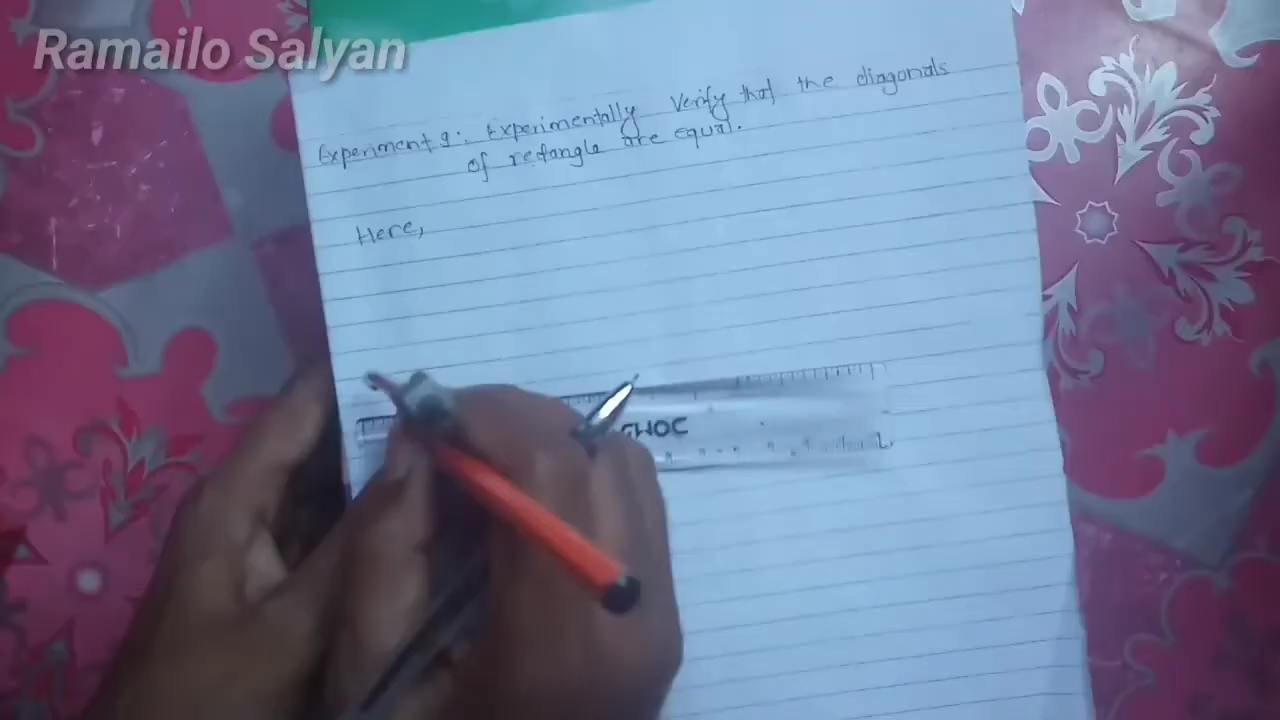 Ramailo Salyan
Experiment 9: Experimentally Verify that the diagonals
of rectangle are equal.
Here,